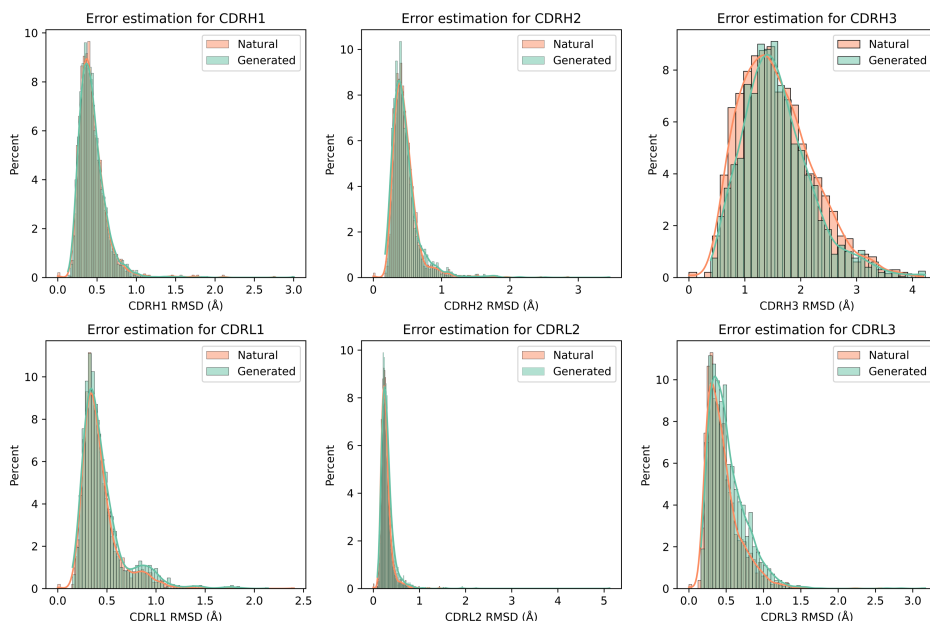 Error estimation for CDRH1
Percent
10
8
6
4
2
0
0.0 0.5 1.0 1.5 2.0 2.5 3.0
CDRH1 RMSD (Å)
Natural
Generated
Error estimation for CDRH2
Percent
10
8
6
4
2
0
0 1 2 3
CDRH2 RMSD (Å)
Natural
Generated
Error estimation for CDRH3
Percent
8
6
4
2
0
0 1 2 3 4
CDRH3 RMSD (Å)
Natural
Generated
Error estimation for CDRL1
Percent
10
8
6
4
2
0
0.0 0.5 1.0 1.5 2.0 2.5
CDRL1 RMSD (Å)
Natural
Generated
Error estimation for CDRL2
Percent
10
8
6
4
2
0
0 1 2 3 4 5
CDRL2 RMSD (Å)
Natural
Generated
Error estimation for CDRL3
Percent
10
8
6
4
2
0
0.0 0.5 1.0 1.5 2.0 2.5 3.0
CDRL3 RMSD (Å)
Natural
Generated